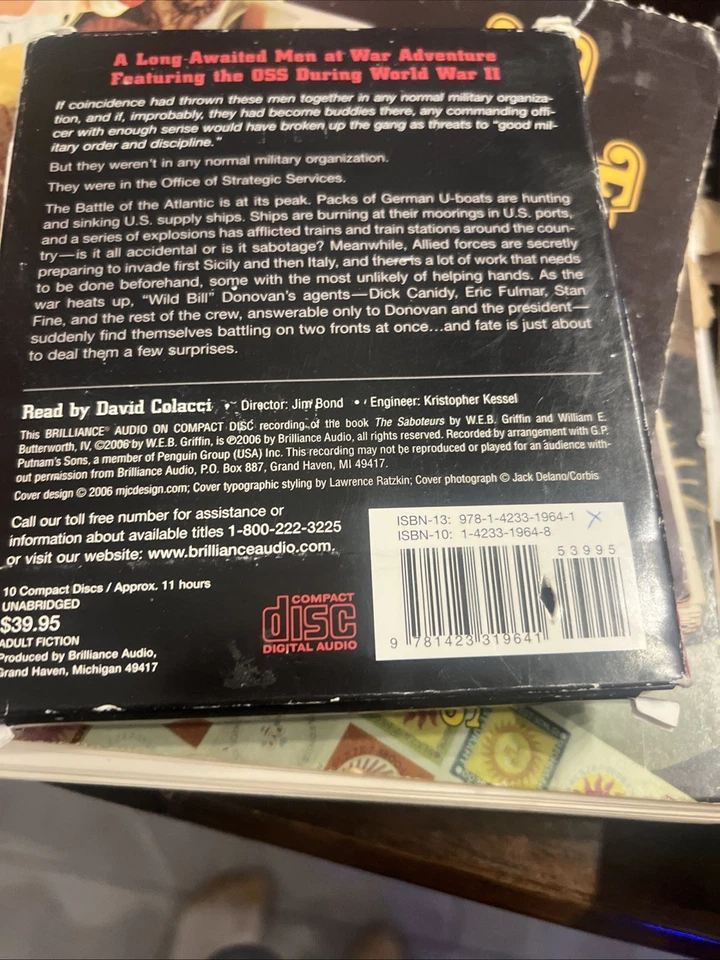 A Long-Awaited Men at War Adventure
Featuring the OSS During World War II
If coincidence had thrown these men together in any normal military organiza-
tion, and if, improbably, they had become buddies there, any commanding offi-
cer with enough sense would have broken up the gang as threats to "good mil-
itary order and discipline."
But they weren't in any normal military organization.
They were in the Office of Strategic Services.
The Battle of the Atlantic is at its peak. Packs of German U-boats are hunting
and sinking U.S. supply ships. Ships are burning at their moorings in U.S. ports,
and a series of explosions has afflicted trains and train stations around the coun-
try—is it all accidental or is it sabotage? Meanwhile, Allied forces are secretly
preparing to invade first Sicily and then Italy, and there is a lot of work that needs
to be done beforehand, some with the most unlikely of helping hands. As the
war heats up, "Wild Bill" Donovan's agents—Dick Canidy, Eric Fulmar, Stan
Fine, and the rest of the crew, answerable only to Donovan and the president—
suddenly find themselves battling on two fronts at once...and fate is just about
to deal them a few surprises.
Read by David Colacci • Director: Jim Bond • Engineer: Kristopher Kessel
This BRILLIANCE® AUDIO ON COMPACT DISC recording of the book The Saboteurs by W.E.B. Griffin and William E.
Butterworth, IV, ©2006 by W.E.B. Griffin, is ℗2006 by Brilliance Audio, all rights reserved. Recorded by arrangement with G.P.
Putnam's Sons, a member of Penguin Group (USA) Inc. This recording may not be reproduced or played for an audience with-
out permission from Brilliance Audio, P.O. Box 887, Grand Haven, MI 49417.
Cover design © 2006 mjcdesign.com; Cover typographic styling by Lawrence Ratzkin; Cover photograph © Jack Delano/Corbis
Call our toll free number for assistance or
information about available titles 1-800-222-3225
or visit our website: www.brillianceaudio.com.
10 Compact Discs / Approx. 11 hours
UNABRIDGED
$39.95
ADULT FICTION
Produced by Brilliance Audio,
Grand Haven, Michigan 49417
COMPACT
disc
DIGITAL AUDIO
ISBN-13: 978-1-4233-1964-1 X
ISBN-10: 1-4233-1964-8
53995
9 781423 319641